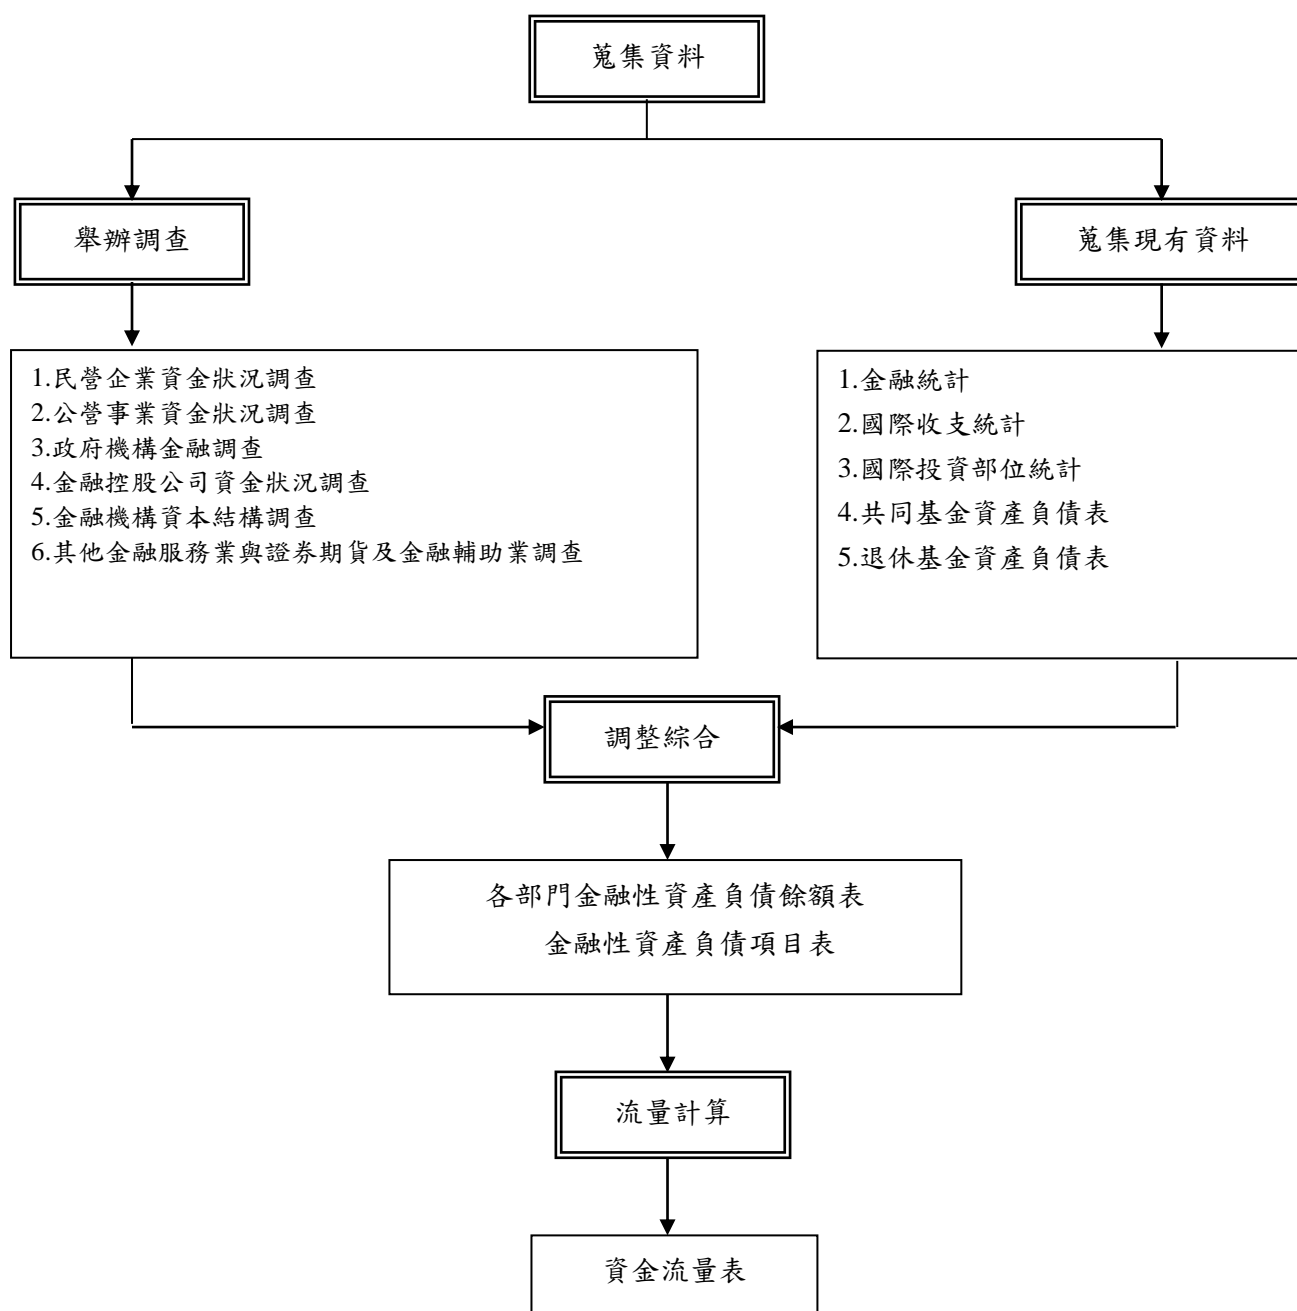 蒐集資料
舉辦調查
蒐集現有資料
1.民營企業資金狀況調查
2.公營事業資金狀況調查
3.政府機構金融調查
4.金融控股公司資金狀況調查
5.金融機構資本結構調查
6.其他金融服務業與證券期貨及金融輔助業調查
1.金融統計
2.國際收支統計
3.國際投資部位統計
4.共同基金資產負債表
5.退休基金資產負債表
調整綜合
各部門金融性資產負債餘額表
金融性資產負債項目表
流量計算
資金流量表